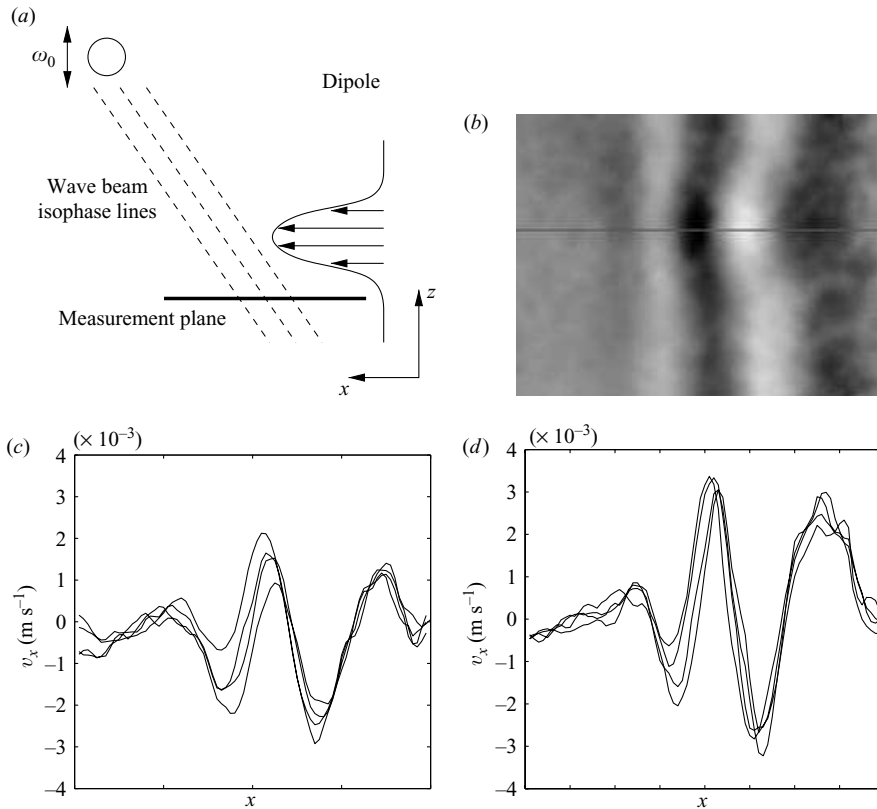 (a)
ω0
Dipole
(b)
Wave beam
isophase lines
z
Measurement plane
x
(c)
(× 10−3)
4
3
2
1
0
−1
−2
−3
−4
vx (m s−1)
x
(d)
(× 10−3)
4
3
2
1
0
−1
−2
−3
−4
vx (m s−1)
x